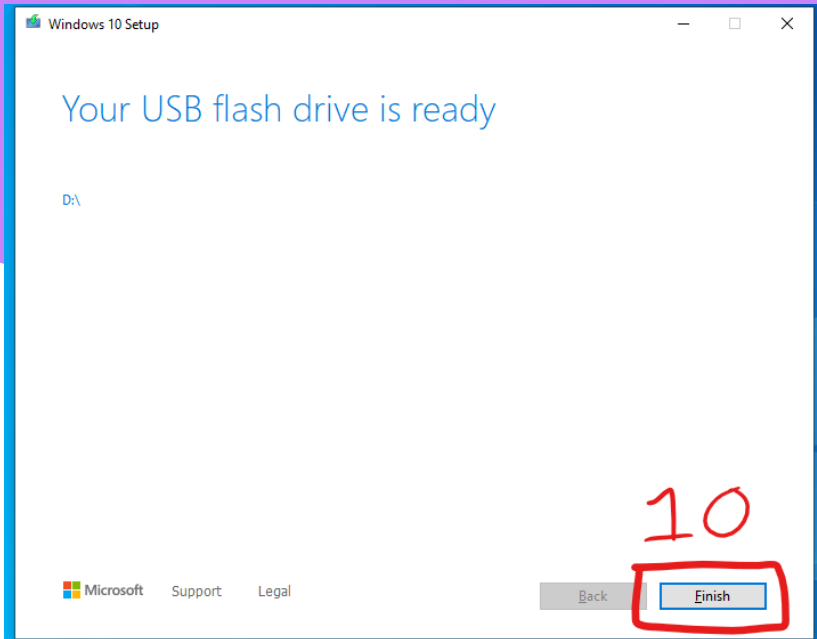 Windows 10 Setup
Your USB flash drive is ready
D:\
10
Microsoft Support Legal Back Finish